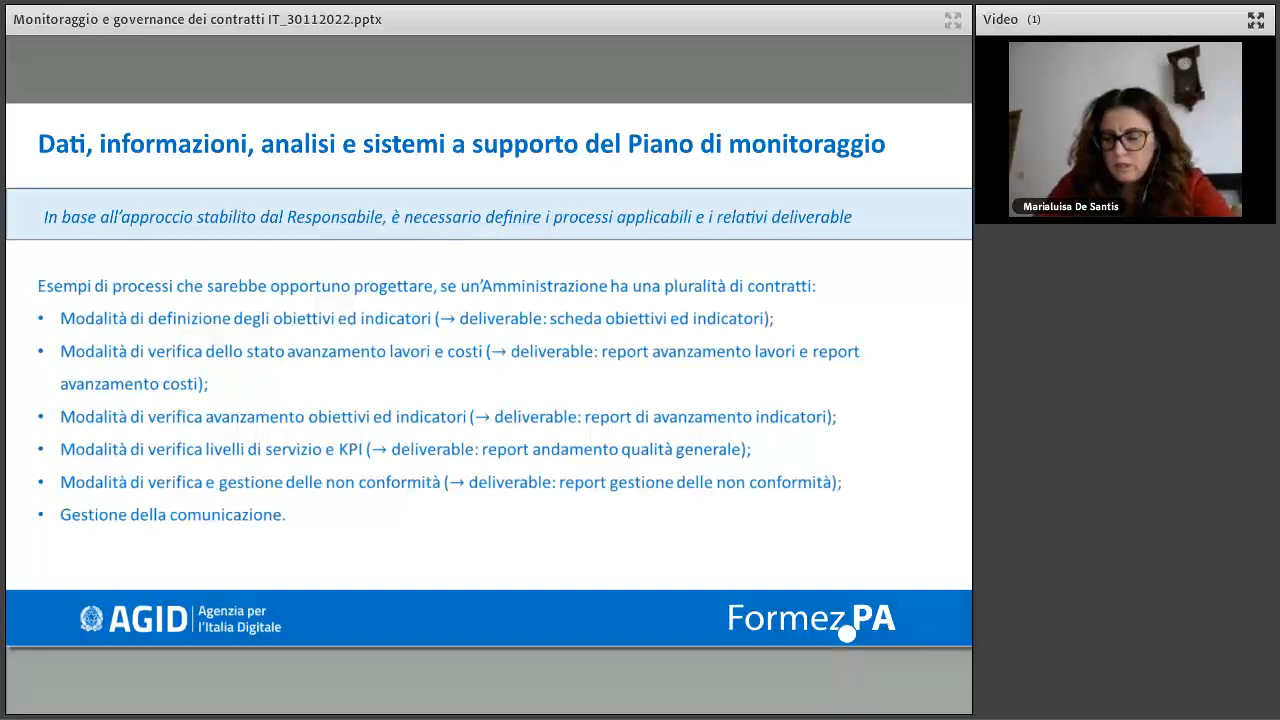 Monitoraggio e governance dei contratti IT_30112022.pptx
Video (1)
Marialuisa De Santis
Dati, informazioni, analisi e sistemi a supporto del Piano di monitoraggio
In base all'approccio stabilito dal Responsabile, è necessario definire i processi applicabili e i relativi deliverable
Esempi di processi che sarebbe opportuno progettare, se un'Amministrazione ha una pluralità di contratti:
• Modalità di definizione degli obiettivi ed indicatori (→ deliverable: scheda obiettivi ed indicatori);
• Modalità di verifica dello stato avanzamento lavori e costi (→ deliverable: report avanzamento lavori e report
avanzamento costi);
• Modalità di verifica avanzamento obiettivi ed indicatori (→ deliverable: report di avanzamento indicatori);
• Modalità di verifica livelli di servizio e KPI (→ deliverable: report andamento qualità generale);
• Modalità di verifica e gestione delle non conformità (→ deliverable: report gestione delle non conformità);
• Gestione della comunicazione.
AGID
Agenzia per
l'Italia Digitale
Formez PA